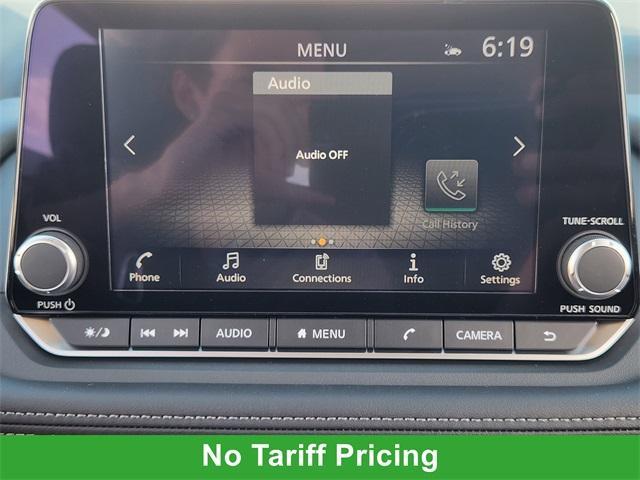 MENU
6:19
Audio
Audio OFF
VOL
TUNE-SCROLL
Call History
Phone
Audio
Connections
Info
Settings
PUSH
PUSH SOUND
AUDIO
MENU
CAMERA
No Tariff Pricing